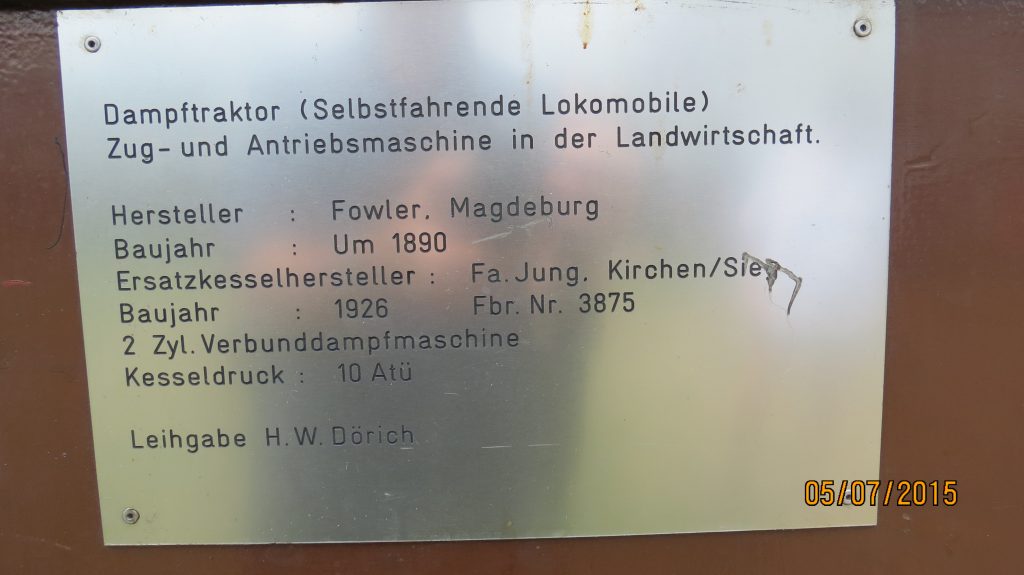 Dampftraktor (Selbstfahrende Lokomobile)
Zug- und Antriebsmaschine in der Landwirtschaft.
Hersteller : Fowler, Magdeburg
Baujahr : Um 1890
Ersatzkesselhersteller : Fa. Jung, Kirchen/
Baujahr : 1926 Fbr. Nr. 3875
2 Zyl. Verbunddampfmaschine
Kesseldruck : 10 Atü
Leihgabe H. W. Dörich
05/07/2015